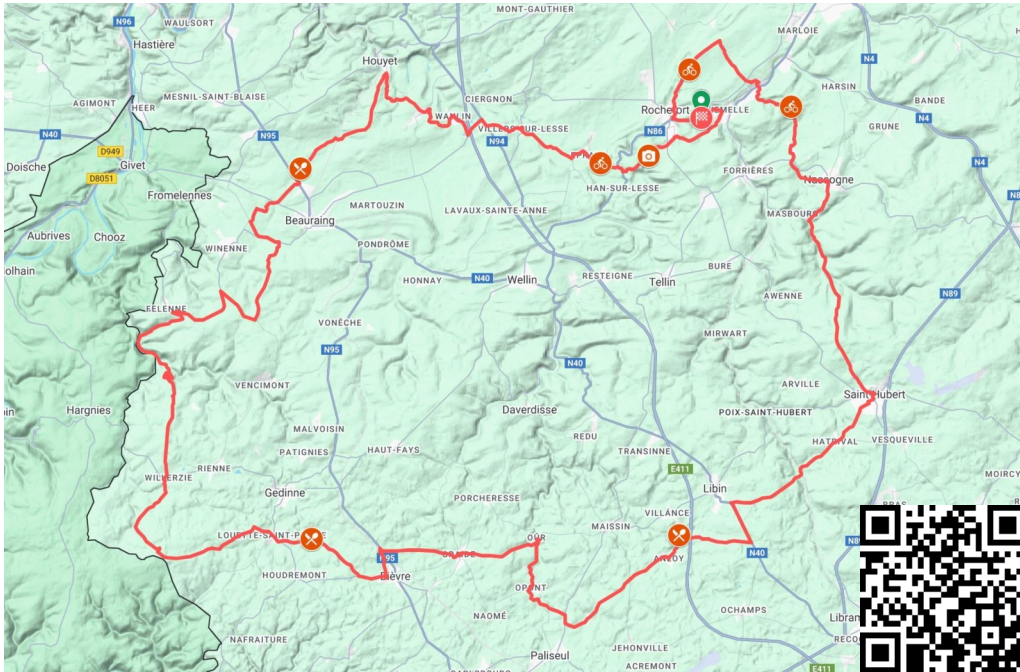 MONT-GAUTHIER
WAULSORT
N96
MARLOIE
Hastière
Houyet
N4
HARSIN
AGIMONT
HEER
MESNIL-SAINT-BLAISE
CIERGNON
BANDE
Rochefort
JEMELLE
N4
N40
N95
VILLERS-SUR-LESSE
N86
GRUNE
D949
N94
Doische
Givet
N4
D8051
FORRIÈRES
Nassogne
Fromelennes
HAN-SUR-LESSE
MARTOUZIN
LAVAUX-SAINTE-ANNE
MASBOURG
Beauraing
Aubrives
Chooz
WINENNE
PONDRÔME
BURE
HONNAY
N40
Wellin
RESTEIGNE
Tellin
N89
AWENNE
FELENNE
VONÊCHE
MIRWART
N95
N40
VENCIMONT
ARVILLE
Saint-Hubert
Hargnies
Daverdisse
POIX-SAINT-HUBERT
MALVOISIN
REDU
HATRIVAL
VESQUEVILLE
PATIGNIES
HAUT-FAYS
TRANSINNE
RIENNE
E411
WILLERZIE
Libin
MOIRCY
Gedinne
PORCHERESSE
VILLANCE
MAISSIN
OUR
N95
N40
HOUDREMONT
Bièvre
OPONT
OCHAMPS
NAOMÉ
NAFRAITURE
JEHONVILLE
Paliseul
ACREMONT
E411